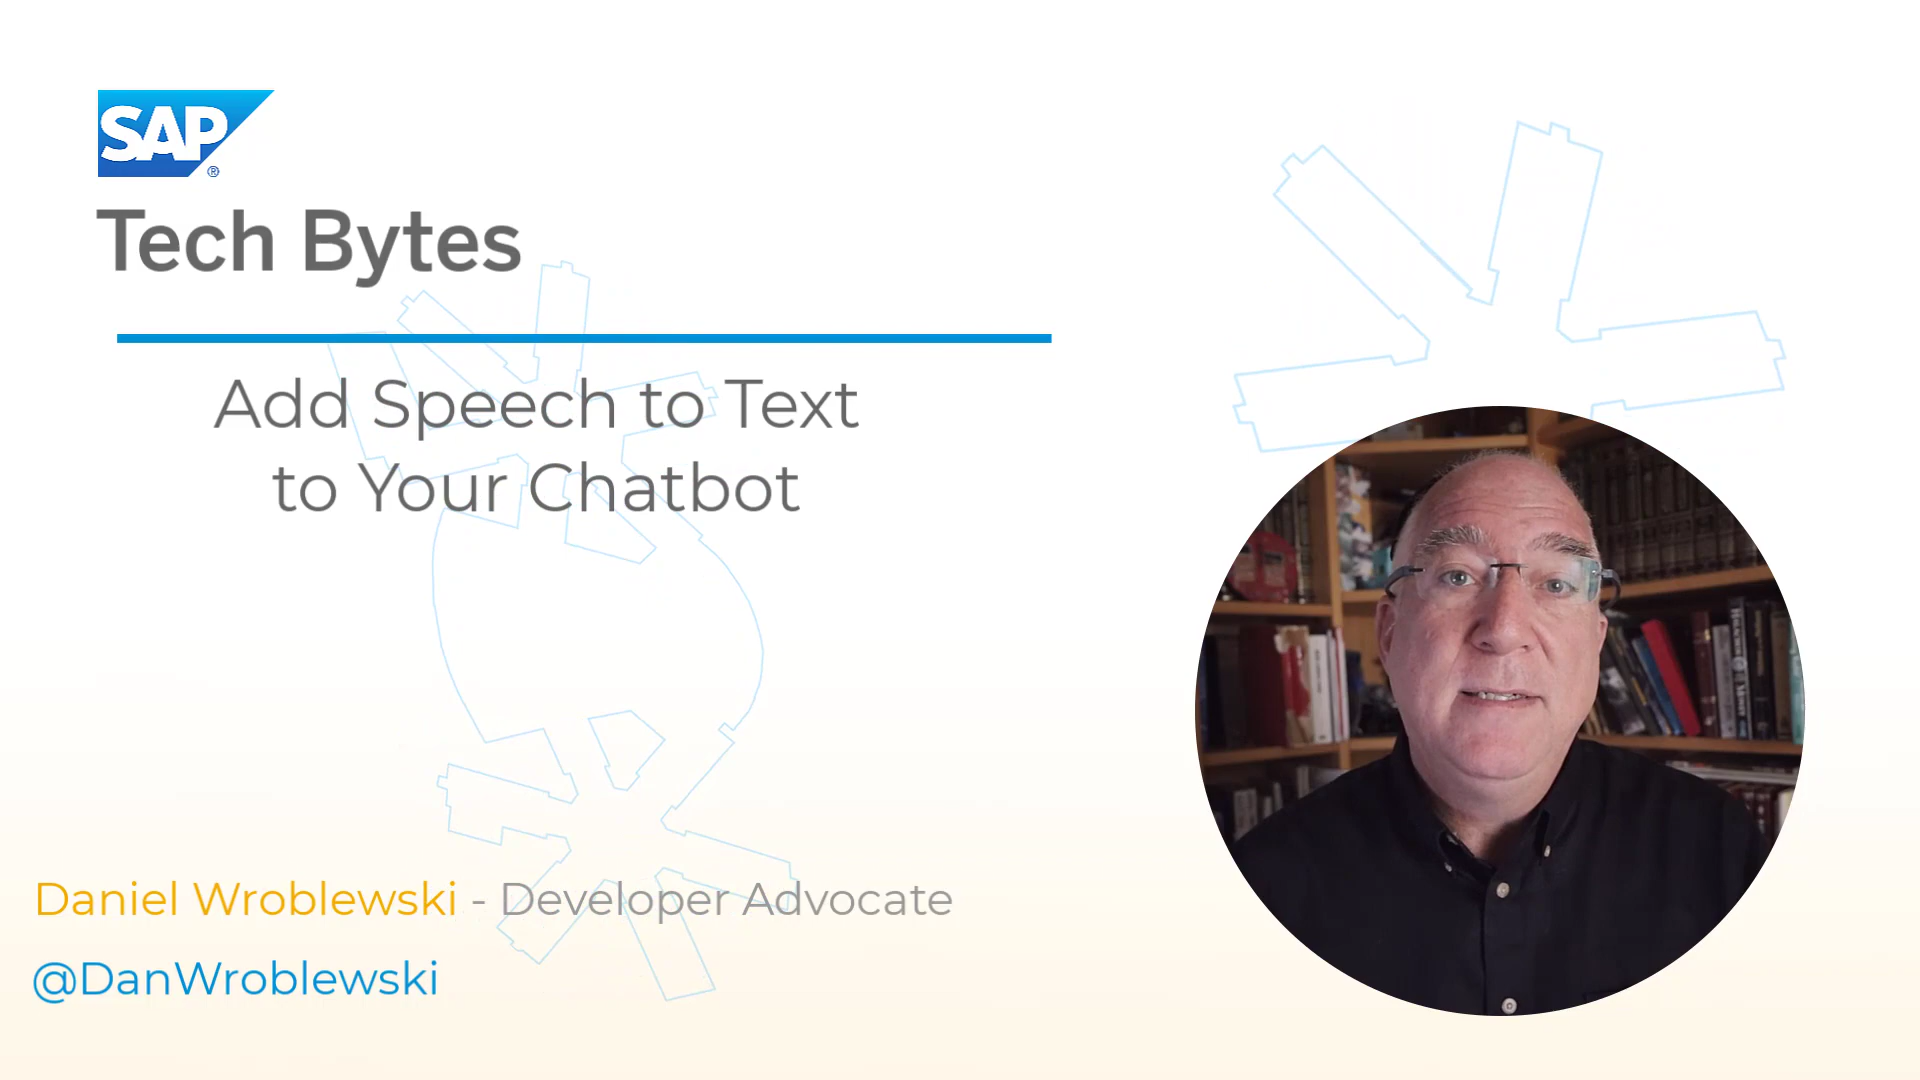 SAP
®
Tech Bytes
Add Speech to Text
to Your Chatbot
Daniel Wroblewski - Developer Advocate
@DanWroblewski